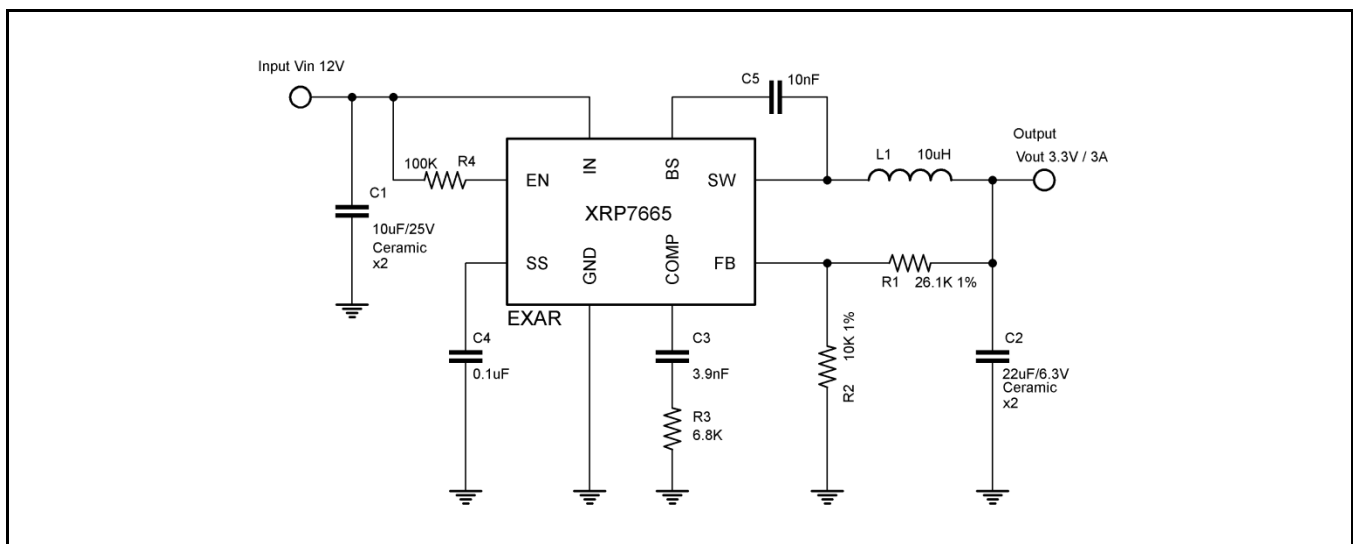 Input Vin 12V
C5
10nF
Output
Vout 3.3V / 3A
L1
10uH
100K
R4
EN
IN
BS
SW
XRP7665
C1
10uF/25V
Ceramic
x2
SS
GND
COMP
FB
R1
26.1K 1%
EXAR
C4
0.1uF
C3
3.9nF
R3
6.8K
10K 1%
R2
C2
22uF/6.3V
Ceramic
x2